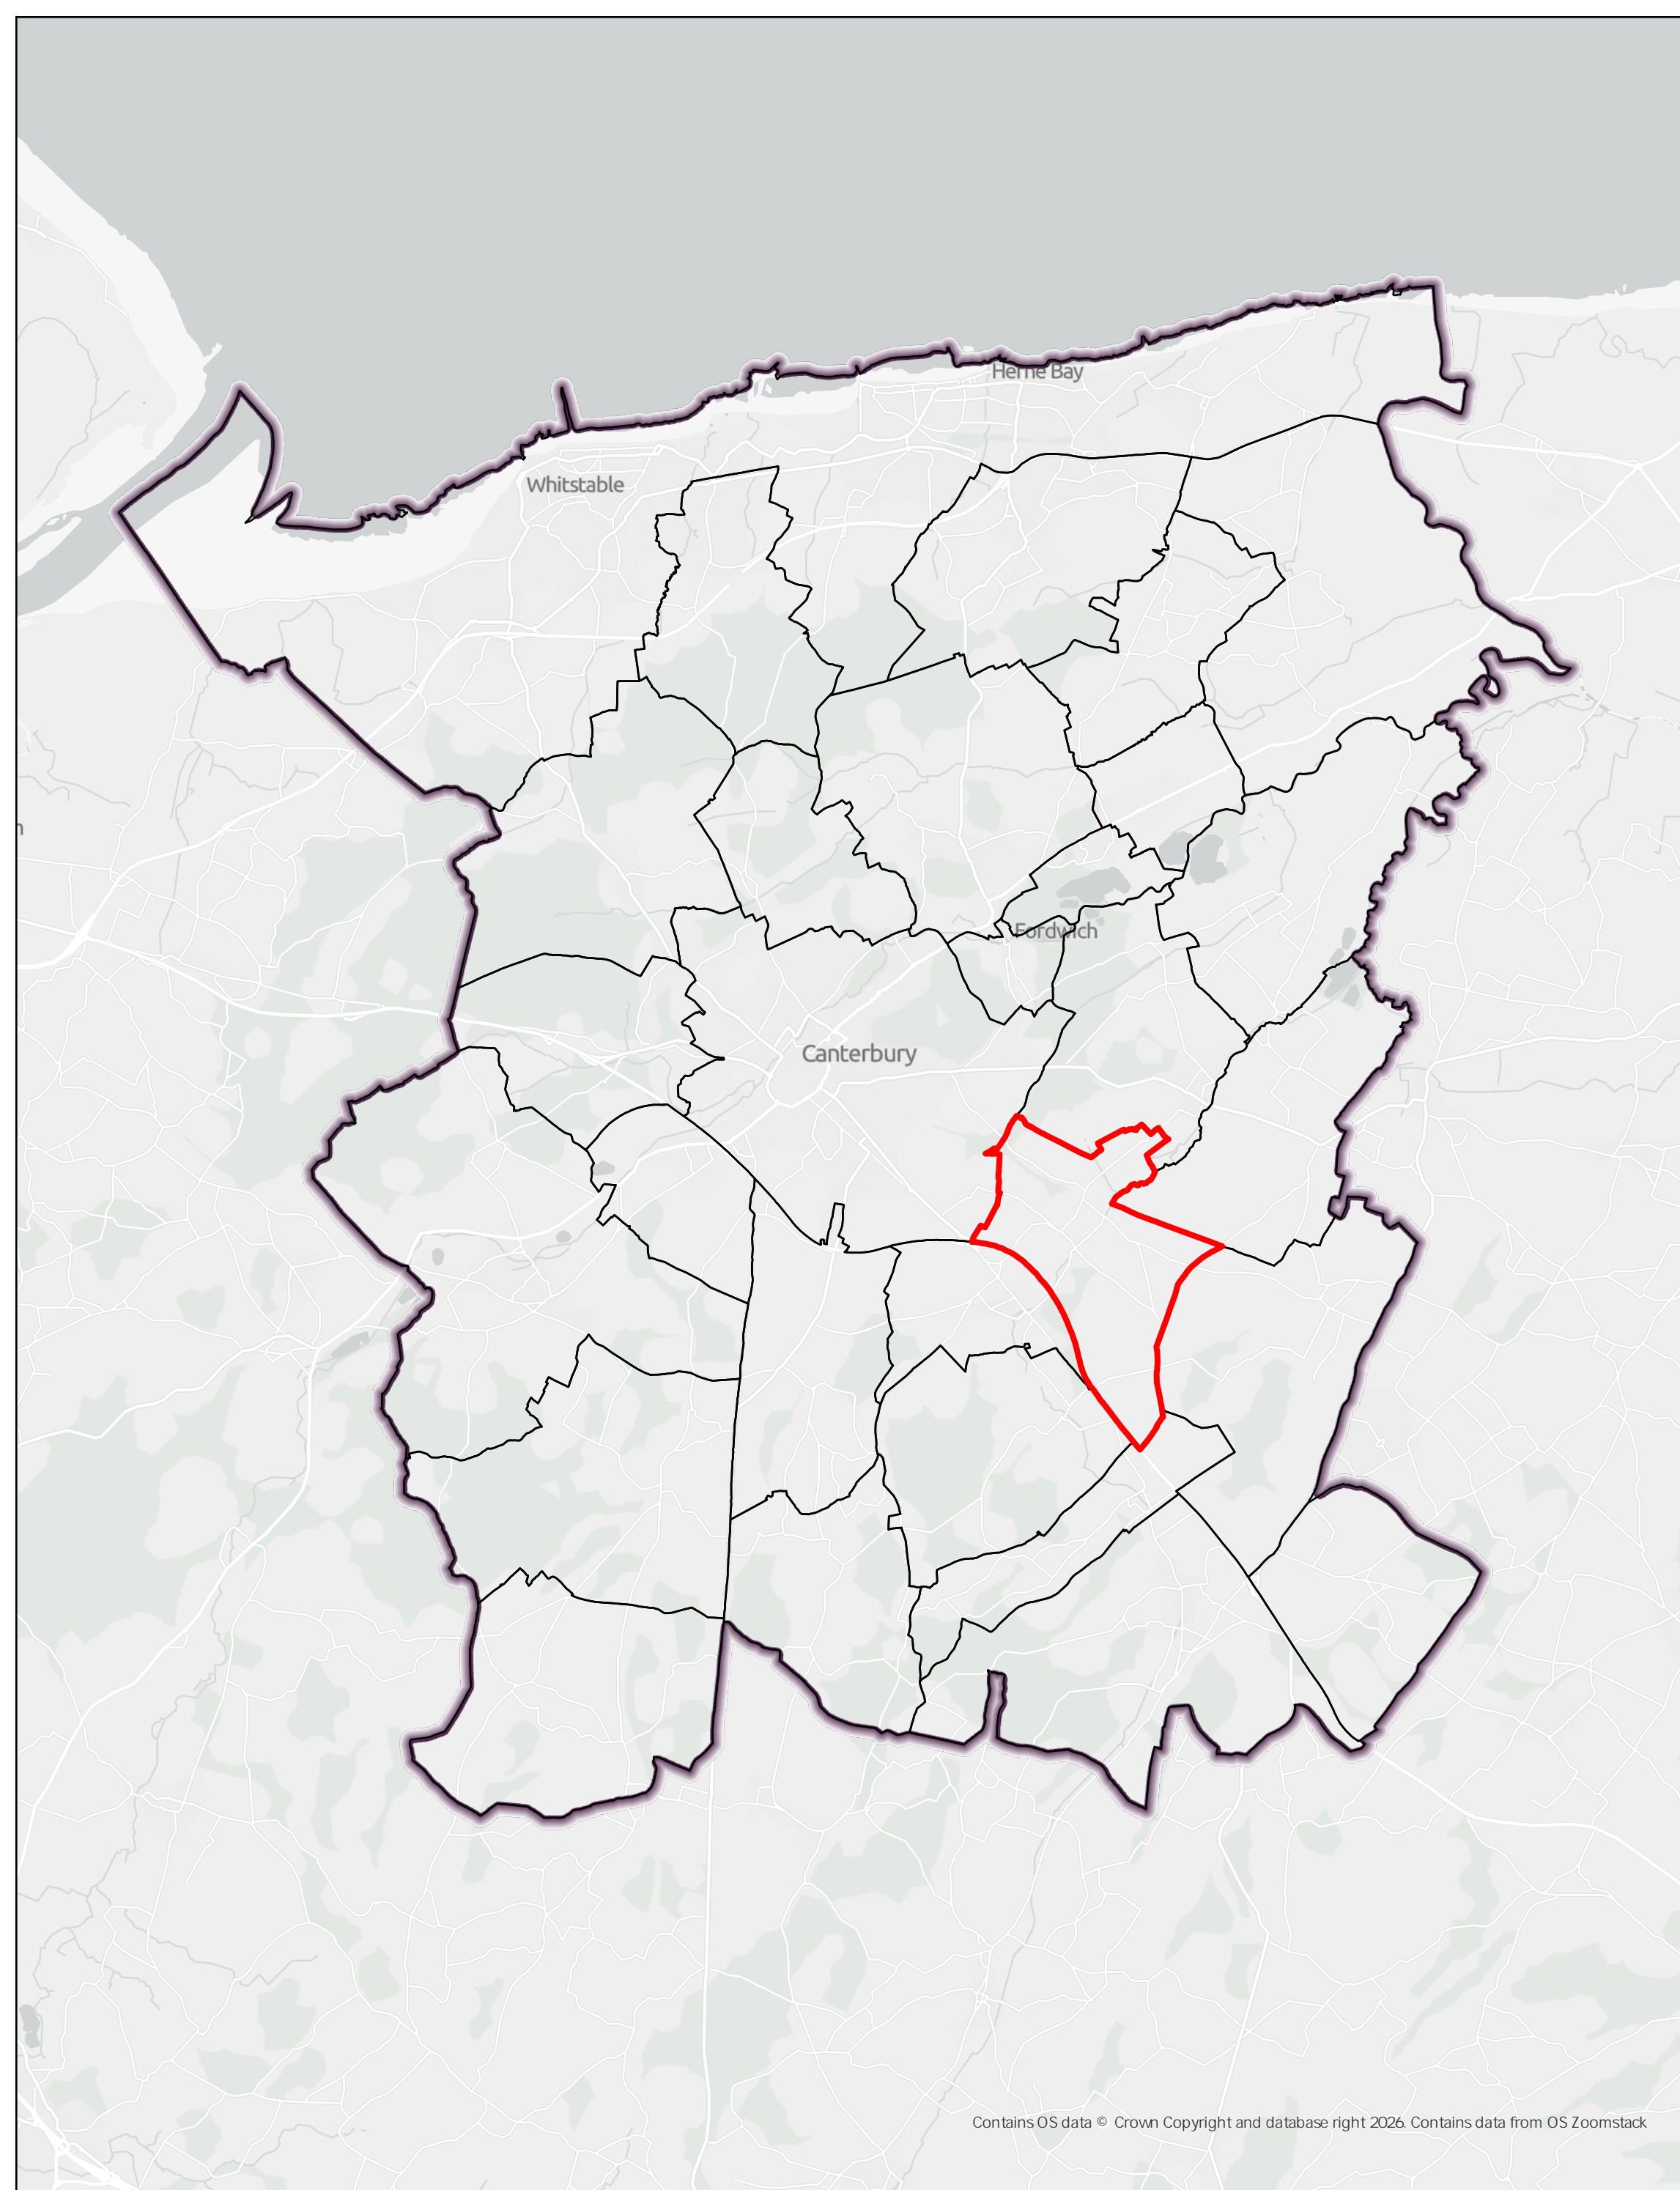 Herne Bay
Whitstable
Fordwich
Canterbury
Contains OS data © Crown Copyright and database right 2026. Contains data from OS Zoomstack